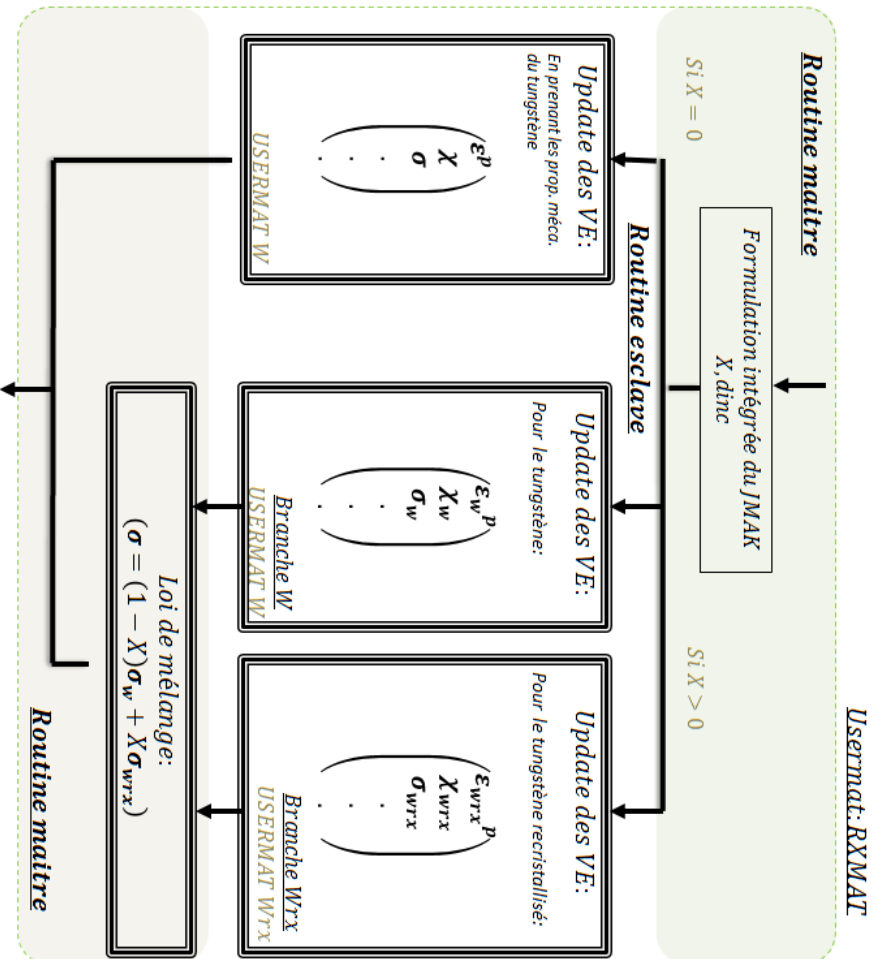 Usermat: RXMAT
Routine maitre
Formulation intégrée du JMAK
X, dinc
Si X = 0
Si X > 0
Routine esclave
Update des VE:
En prenant les prop. méca.
du tungstène
εᵖ
χ
σ
.
.
USERMAT W
Update des VE:
Pour le tungstène:
ε_w^p
χ_w
σ_w
.
.
Branche W
USERMAT W
Update des VE:
Pour le tungstène recristallisé:
ε_wrx^p
χ_wrx
σ_wrx
.
.
Branche Wrx
USERMAT Wrx
Loi de mélange:
(σ = (1 − X)σ_w + Xσ_wrx)
Routine maitre